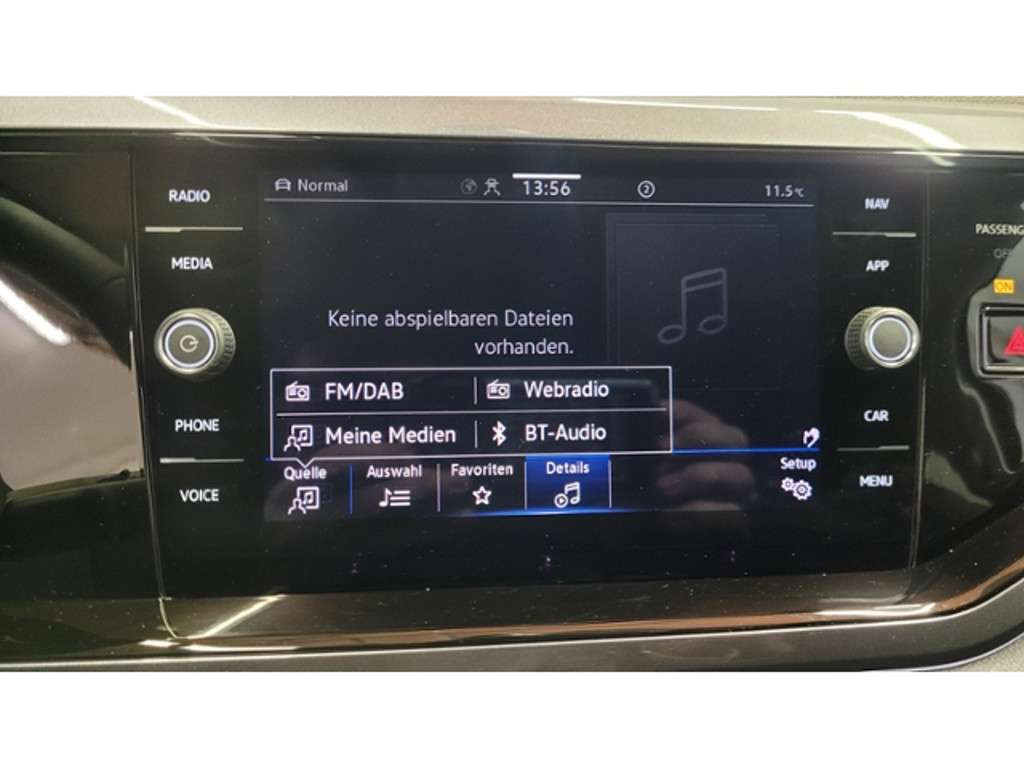 RADIO
MEDIA
PHONE
VOICE
Normal
13:56
2
11.5°C
Keine abspielbaren Dateien
vorhanden.
FM/DAB
Webradio
Meine Medien
BT-Audio
Quelle
Auswahl
Favoriten
Details
Setup
NAV
APP
CAR
MENU
PASSENG
ON